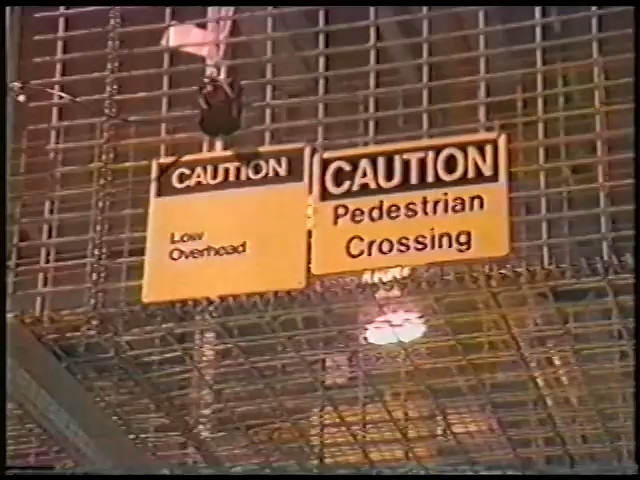 CAUTION
Low
Overhead
CAUTION
Pedestrian
Crossing